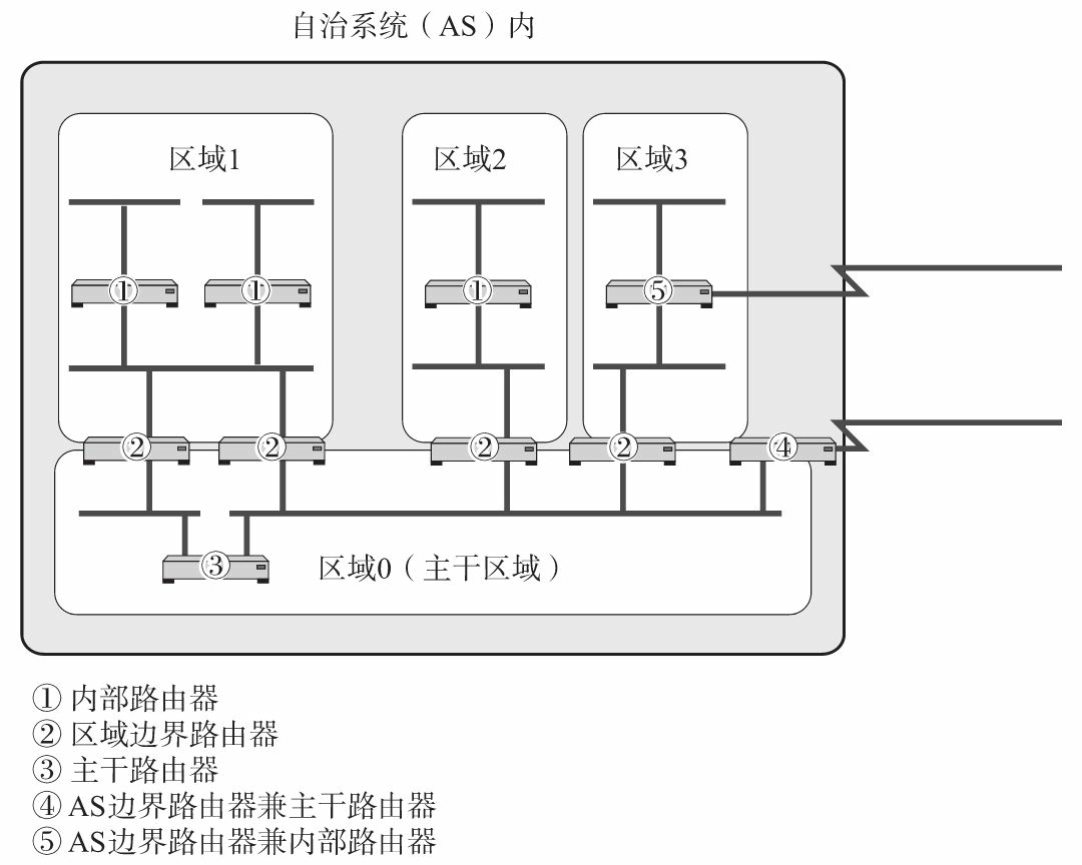 自治系统（AS）内
区域1
区域2
区域3
① ① ① ⑤
② ② ② ② ④
③
区域0（主干区域）
① 内部路由器
② 区域边界路由器
③ 主干路由器
④ AS边界路由器兼主干路由器
⑤ AS边界路由器兼内部路由器